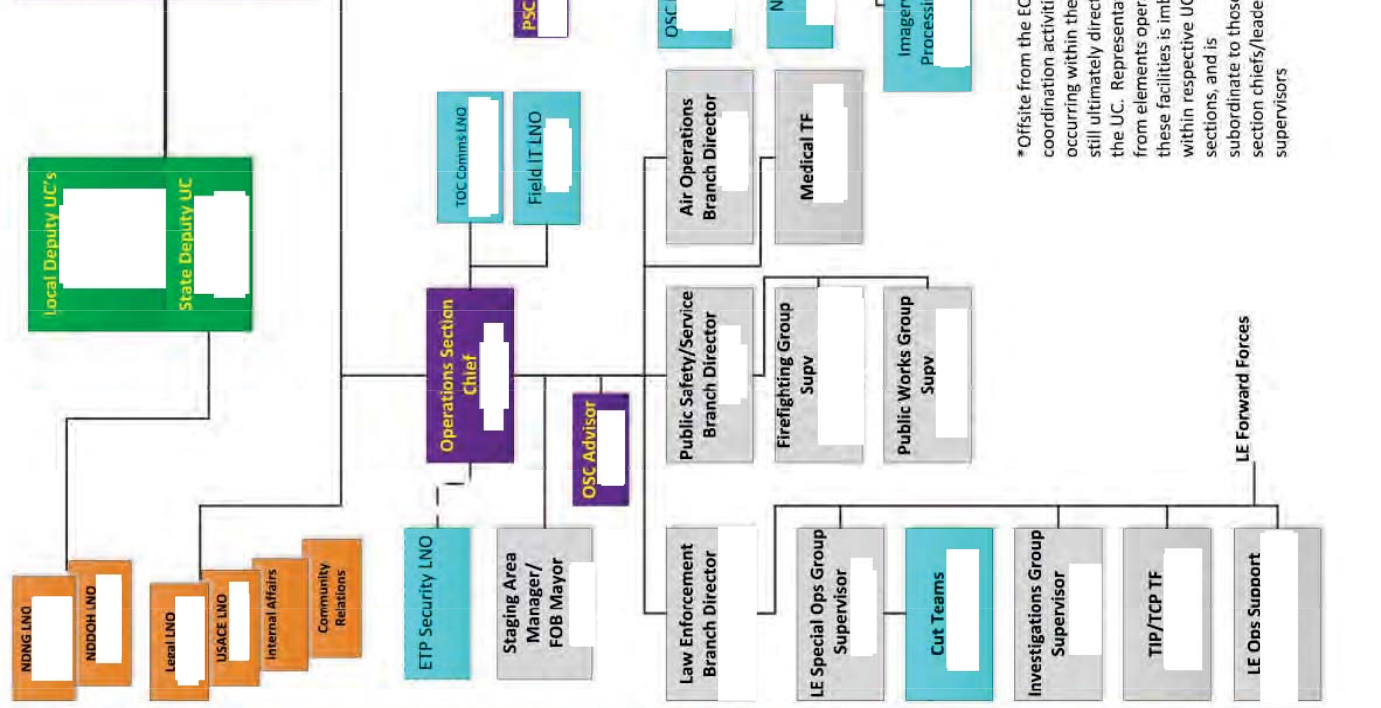 NDNG LNO
NDDOH LNO
Local Deputy UC's
State Deputy UC
Legal LNO
USACE LNO
Internal Affairs
Community
Relations
ETP Security LNO
Operations Section
Chief
TOC Comms LNO
Field IT LNO
PSC
Staging Area
Manager/
FOB Mayor
OSC Advisor
OSC
N
Law Enforcement
Branch Director
Public Safety/Service
Branch Director
Air Operations
Branch Director
LE Special Ops Group
Supervisor
Firefighting Group
Supv
Medical TF
Imager
Processi
Cut Teams
Public Works Group
Supv
Investigations Group
Supervisor
TIP/TCP TF
LE Ops Support
LE Forward Forces
*Offsite from the EO
coordination activiti
occurring within the
still ultimately direct
the UC. Representat
from elements opera
these facilities is imb
within respective UC
sections, and is
subordinate to those
section chiefs/leade
supervisors